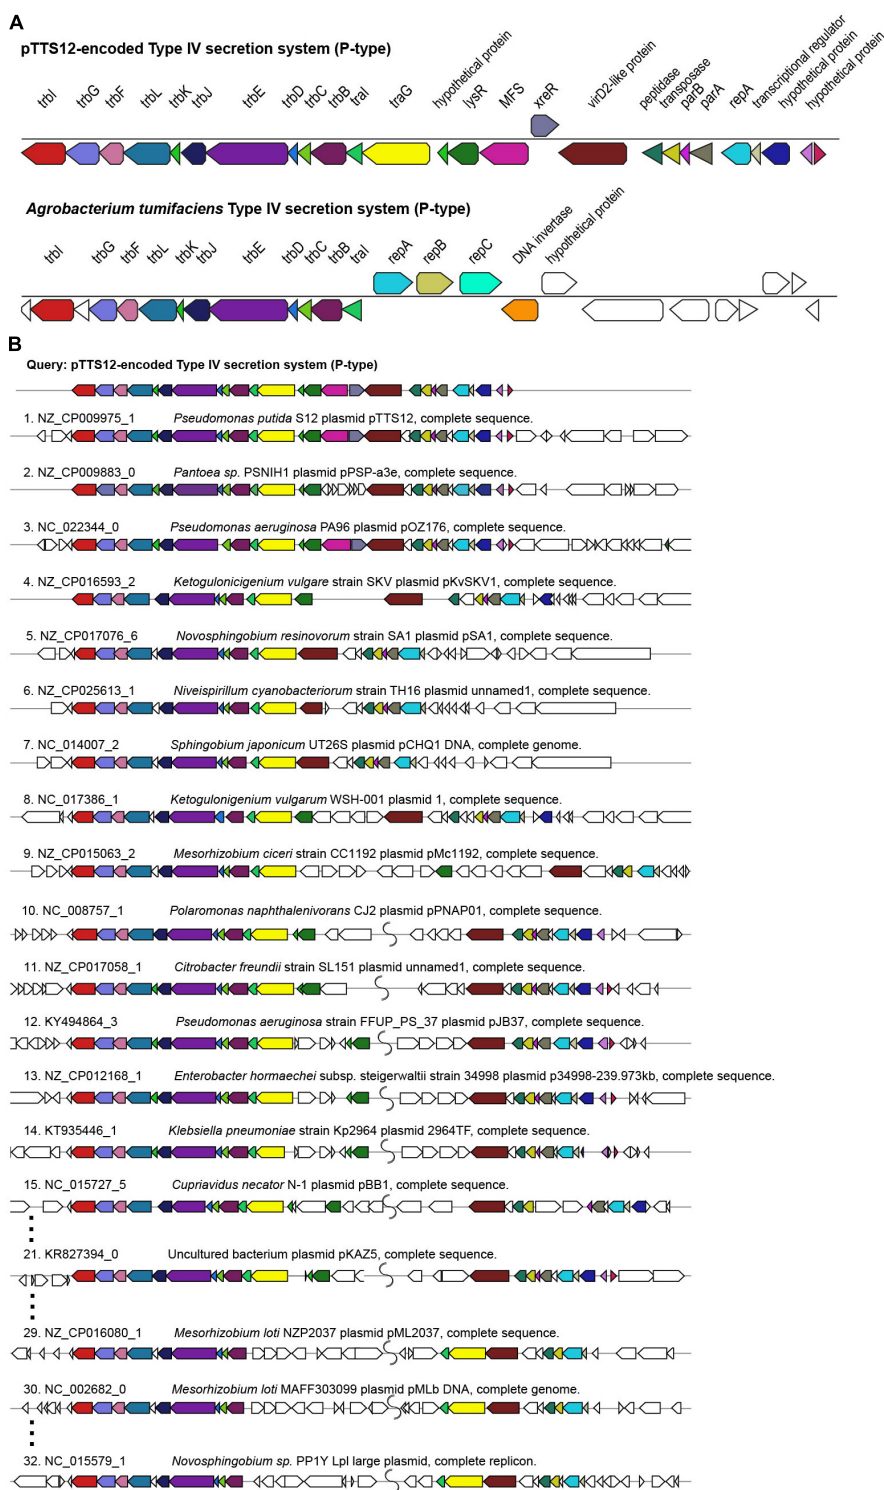 A
pTTS12-encoded Type IV secretion system (P-type)
trbI trbG trbF trbL trbK trbJ trbE trbD trbC trbB traI traG hypothetical protein lysR MFS xreR virD2-like protein peptidase transposase parB parA repA transcriptional regulator hypothetical protein hypothetical protein
Agrobacterium tumifaciens Type IV secretion system (P-type)
trbI trbG trbF trbL trbK trbJ trbE trbD trbC trbB traI repA repB repC DNA invertase hypothetical protein
B
Query: pTTS12-encoded Type IV secretion system (P-type)
1. NZ_CP009975_1 Pseudomonas putida S12 plasmid pTTS12, complete sequence.
2. NZ_CP009883_0 Pantoea sp. PSNIH1 plasmid pPSP-a3e, complete sequence.
3. NC_022344_0 Pseudomonas aeruginosa PA96 plasmid pOZ176, complete sequence.
4. NZ_CP016593_2 Ketogulonicigenium vulgare strain SKV plasmid pKvSKV1, complete sequence.
5. NZ_CP017076_6 Novosphingobium resinovorum strain SA1 plasmid pSA1, complete sequence.
6. NZ_CP025613_1 Niveispirillum cyanobacteriorum strain TH16 plasmid unnamed1, complete sequence.
7. NC_014007_2 Sphingobium japonicum UT26S plasmid pCHQ1 DNA, complete genome.
8. NC_017386_1 Ketogulonigenium vulgarum WSH-001 plasmid 1, complete sequence.
9. NZ_CP015063_2 Mesorhizobium ciceri strain CC1192 plasmid pMc1192, complete sequence.
10. NC_008757_1 Polaromonas naphthalenivorans CJ2 plasmid pPNAP01, complete sequence.
11. NZ_CP017058_1 Citrobacter freundii strain SL151 plasmid unnamed1, complete sequence.
12. KY494864_3 Pseudomonas aeruginosa strain FFUP_PS_37 plasmid pJB37, complete sequence.
13. NZ_CP012168_1 Enterobacter hormaechei subsp. steigerwaltii strain 34998 plasmid p34998-239.973kb, complete sequence.
14. KT935446_1 Klebsiella pneumoniae strain Kp2964 plasmid 2964TF, complete sequence.
15. NC_015727_5 Cupriavidus necator N-1 plasmid pBB1, complete sequence.
21. KR827394_0 Uncultured bacterium plasmid pKAZ5, complete sequence.
29. NZ_CP016080_1 Mesorhizobium loti NZP2037 plasmid pML2037, complete sequence.
30. NC_002682_0 Mesorhizobium loti MAFF303099 plasmid pMLb DNA, complete genome.
32. NC_015579_1 Novosphingobium sp. PP1Y Lpl large plasmid, complete replicon.